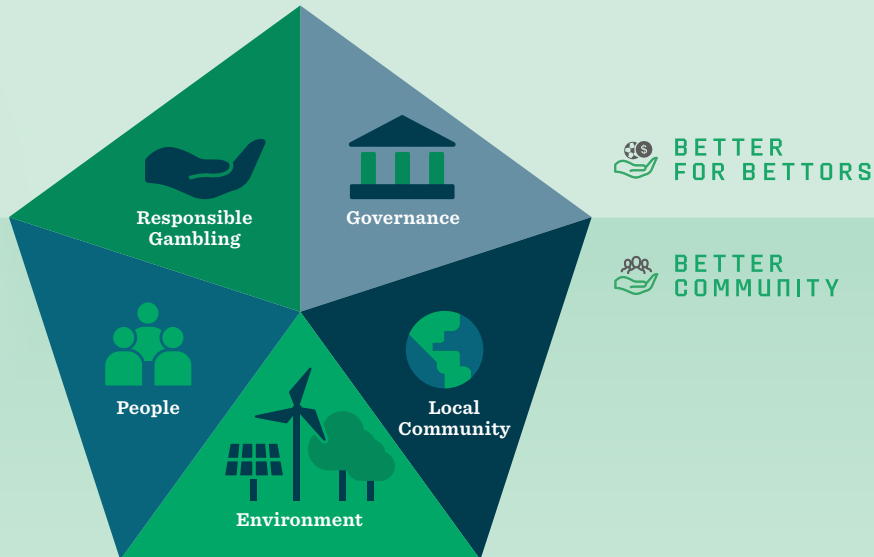 Responsible
Gambling
Governance
People
Local
Community
Environment
$
BETTER
FOR BETTORS
BETTER
COMMUNITY